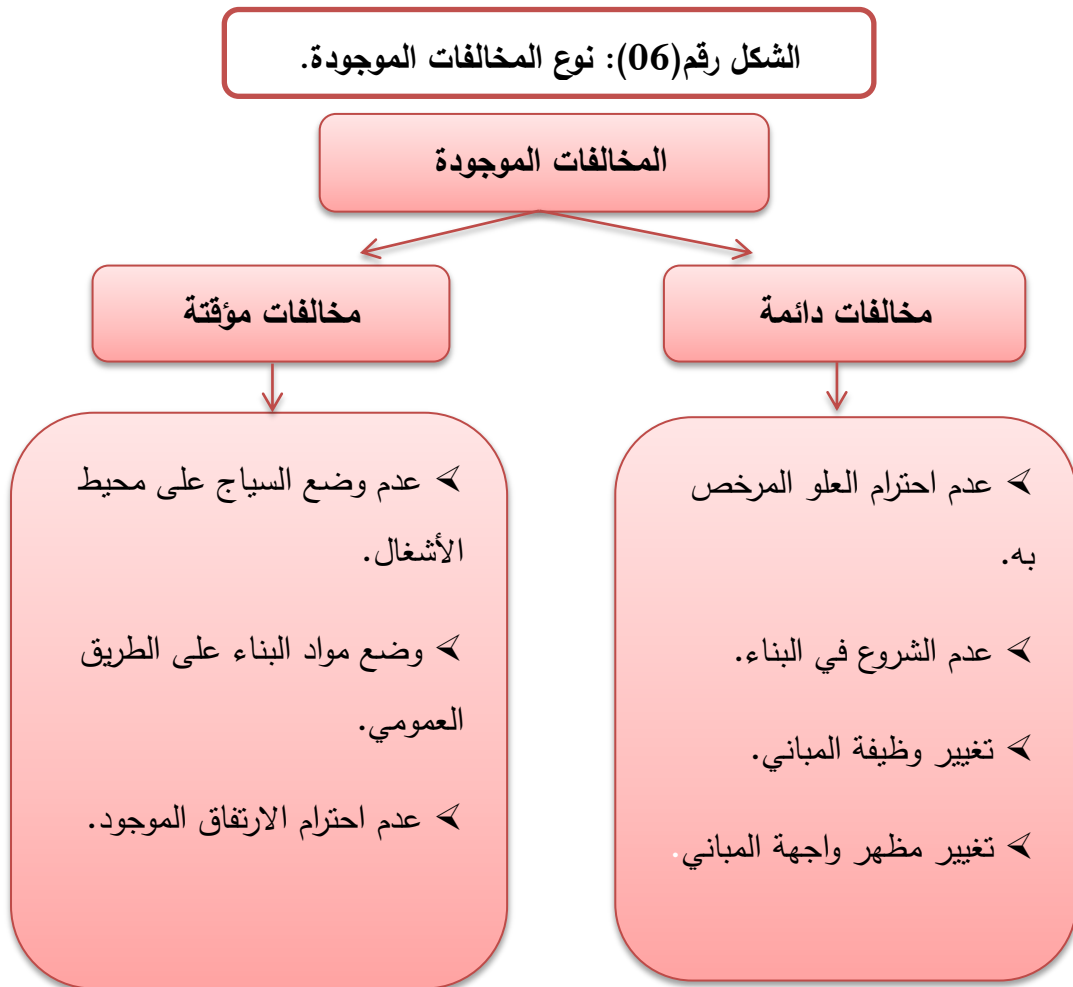 الشكل رقم(06): نوع المخالفات الموجودة.
المخالفات الموجودة
مخالفات دائمة
مخالفات مؤقتة
⮚ عدم احترام العلو المرخص
به.
⮚ عدم الشروع في البناء.
⮚ تغيير وظيفة المباني.
⮚ تغيير مظهر واجهة المباني.
⮚ عدم وضع السياج على محيط
الأشغال.
⮚ وضع مواد البناء على الطريق
العمومي.
⮚ عدم احترام الارتفاق الموجود.